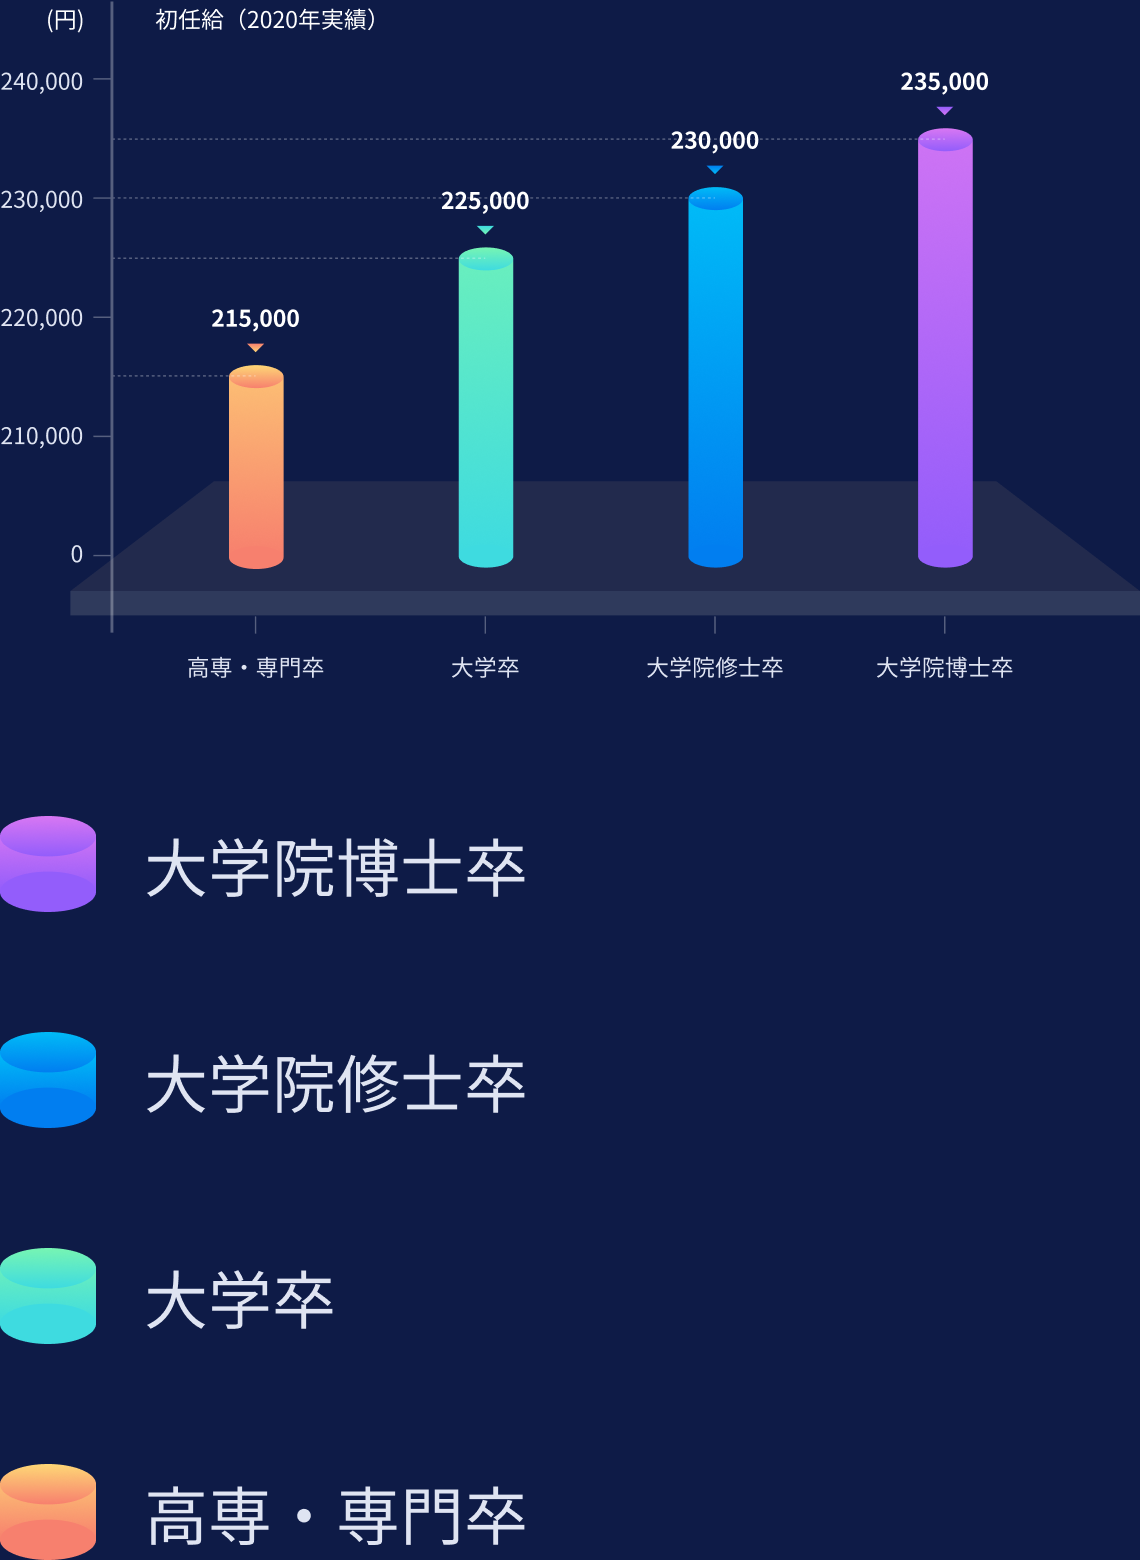 (円)
初任給（2020年実績）
240,000
230,000
220,000
210,000
0
215,000
225,000
230,000
235,000
高専・専門卒
大学卒
大学院修士卒
大学院博士卒
大学院博士卒
大学院修士卒
大学卒
高専・専門卒